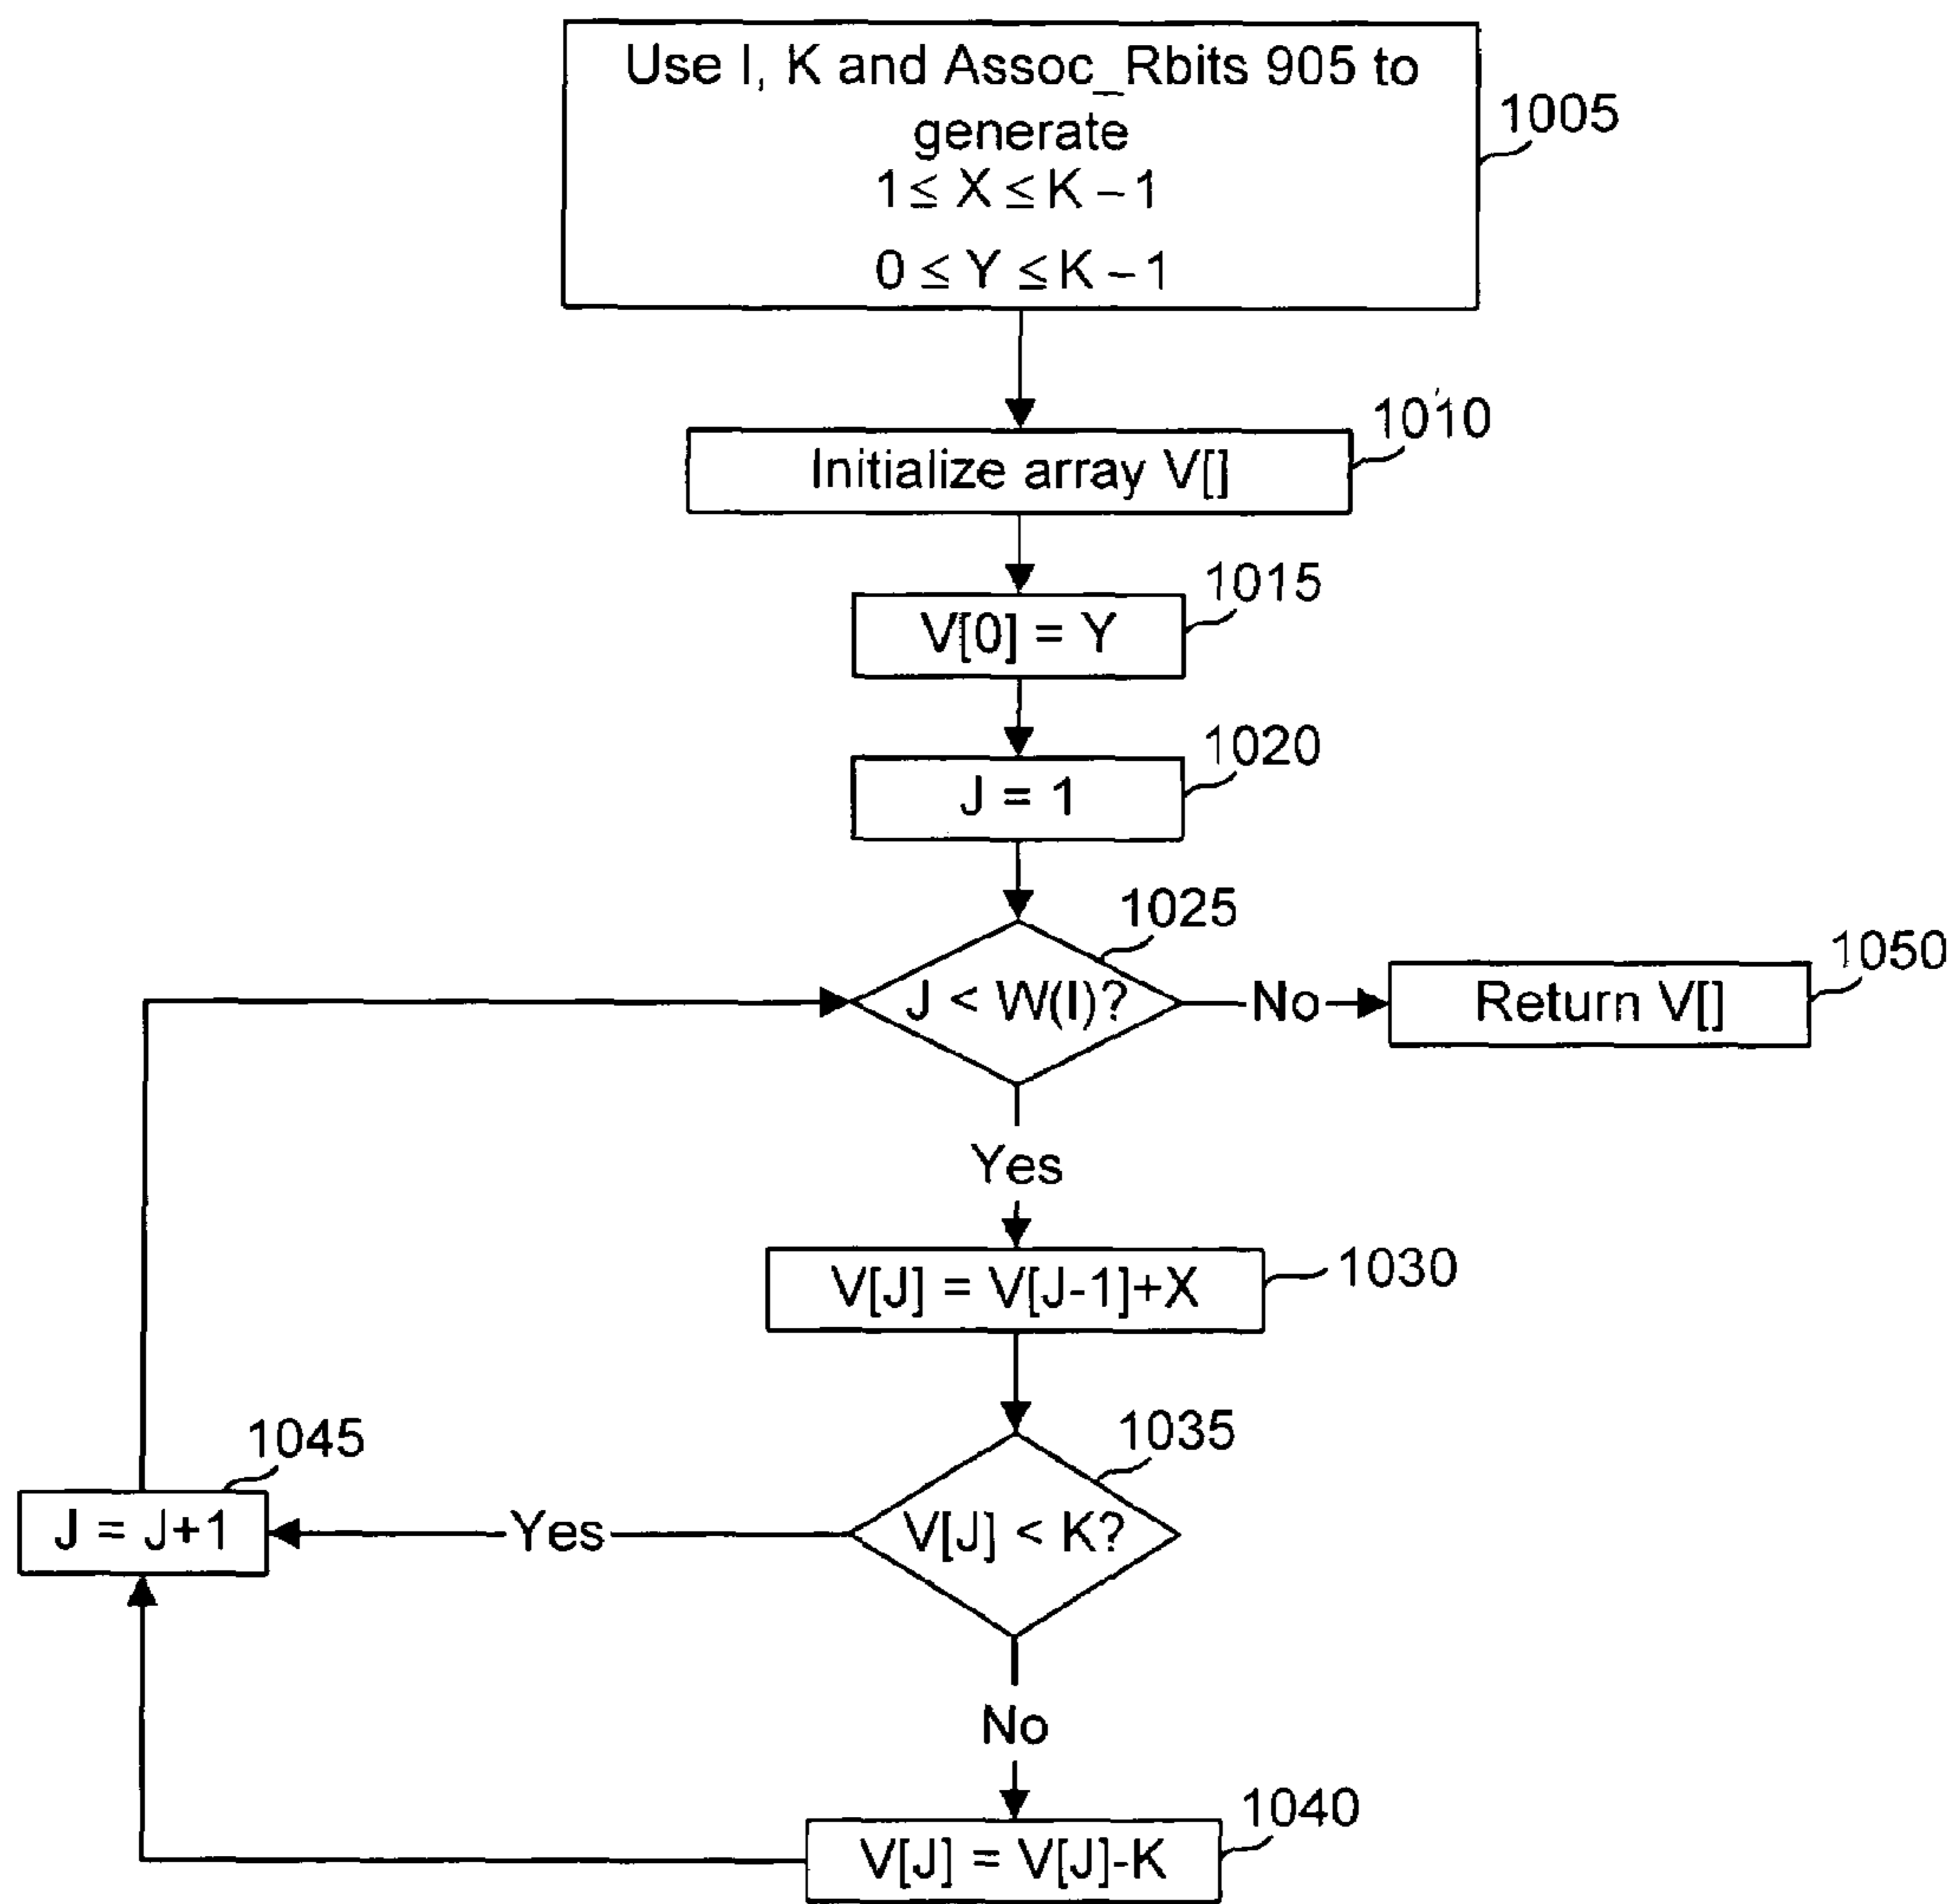 Use I, K and Assoc_Rbits 905 to
generate
1 ≤ X ≤ K – 1
0 ≤ Y ≤ K – 1
1005
Initialize array V[]
1010
V[0] = Y
1015
J = 1
1020
J < W(I)?
1025
No
Return V[]
1050
Yes
V[J] = V[J-1]+X
1030
V[J] < K?
1035
Yes
J = J+1
1045
No
V[J] = V[J]-K
1040